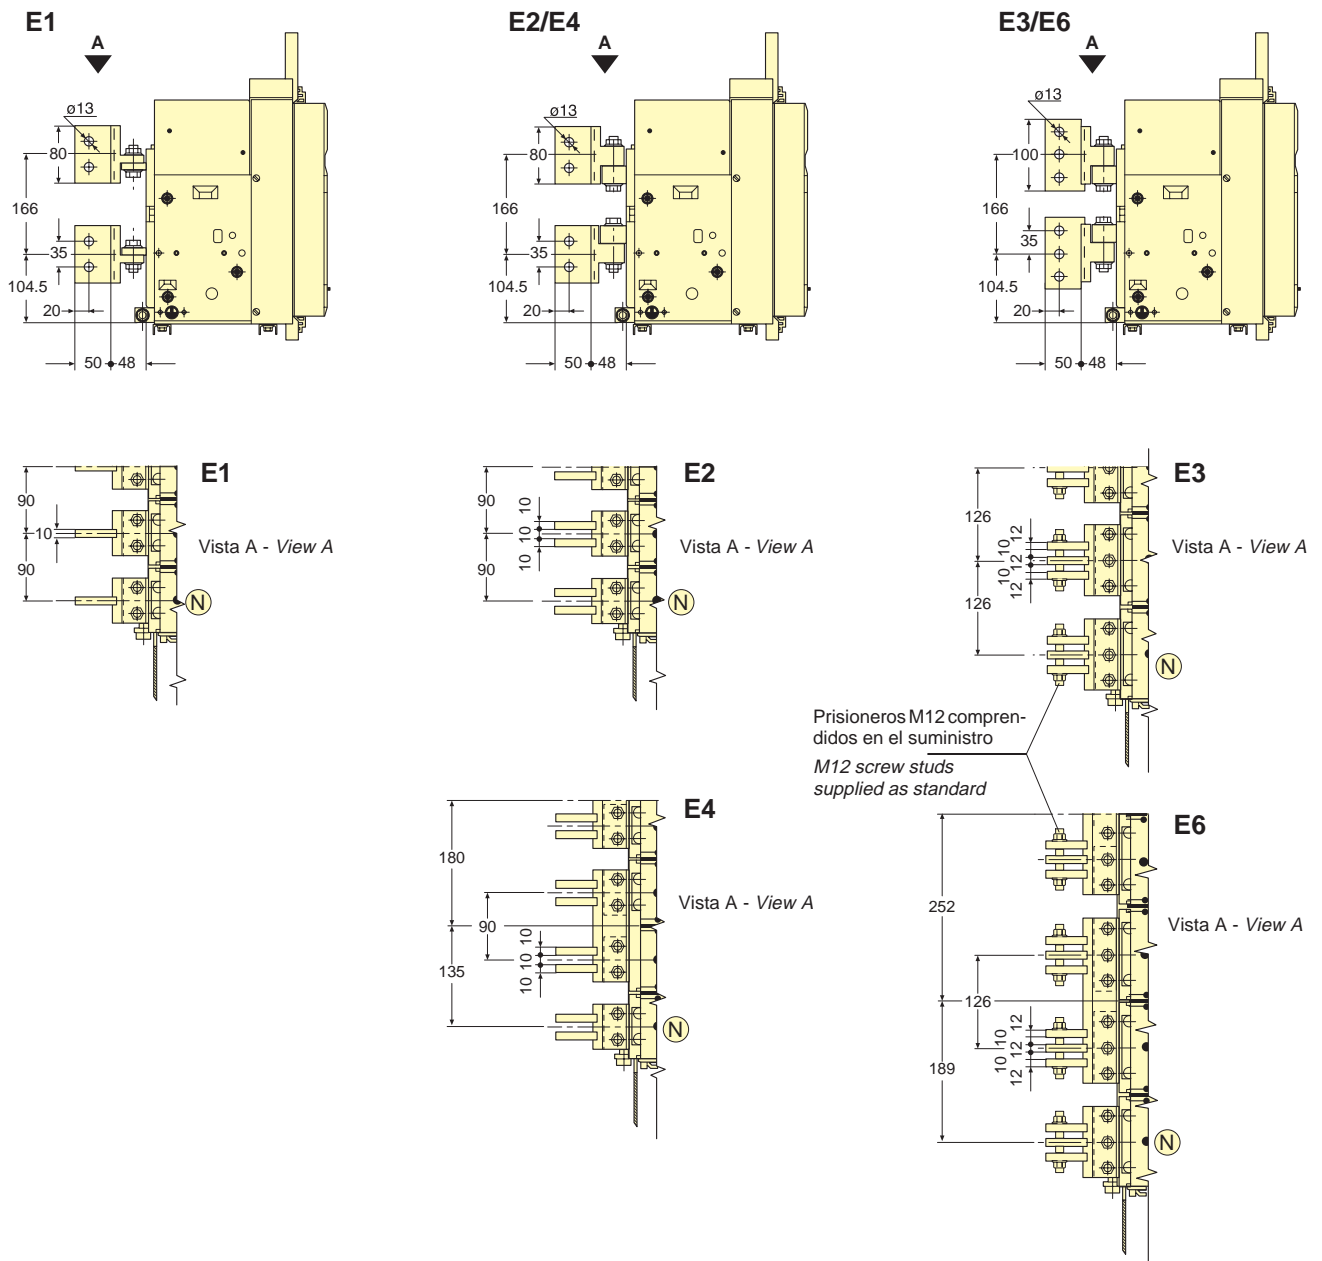 E1
E2/E4
E3/E6
A
A
A
ø13
80
166
35
104.5
20
50
48
ø13
80
166
35
104.5
20
50
48
ø13
100
166
35
104.5
20
50
48
E1
90
10
90
Vista A - View A
N
E2
90
10
10
10
90
Vista A - View A
N
E3
126
12
10
12
10
12
126
Vista A - View A
N
Prisioneros M12 compren-
didos en el suministro
M12 screw studs
supplied as standard
E4
180
90
10
10
10
135
Vista A - View A
N
E6
252
126
12
10
12
10
12
189
Vista A - View A
N